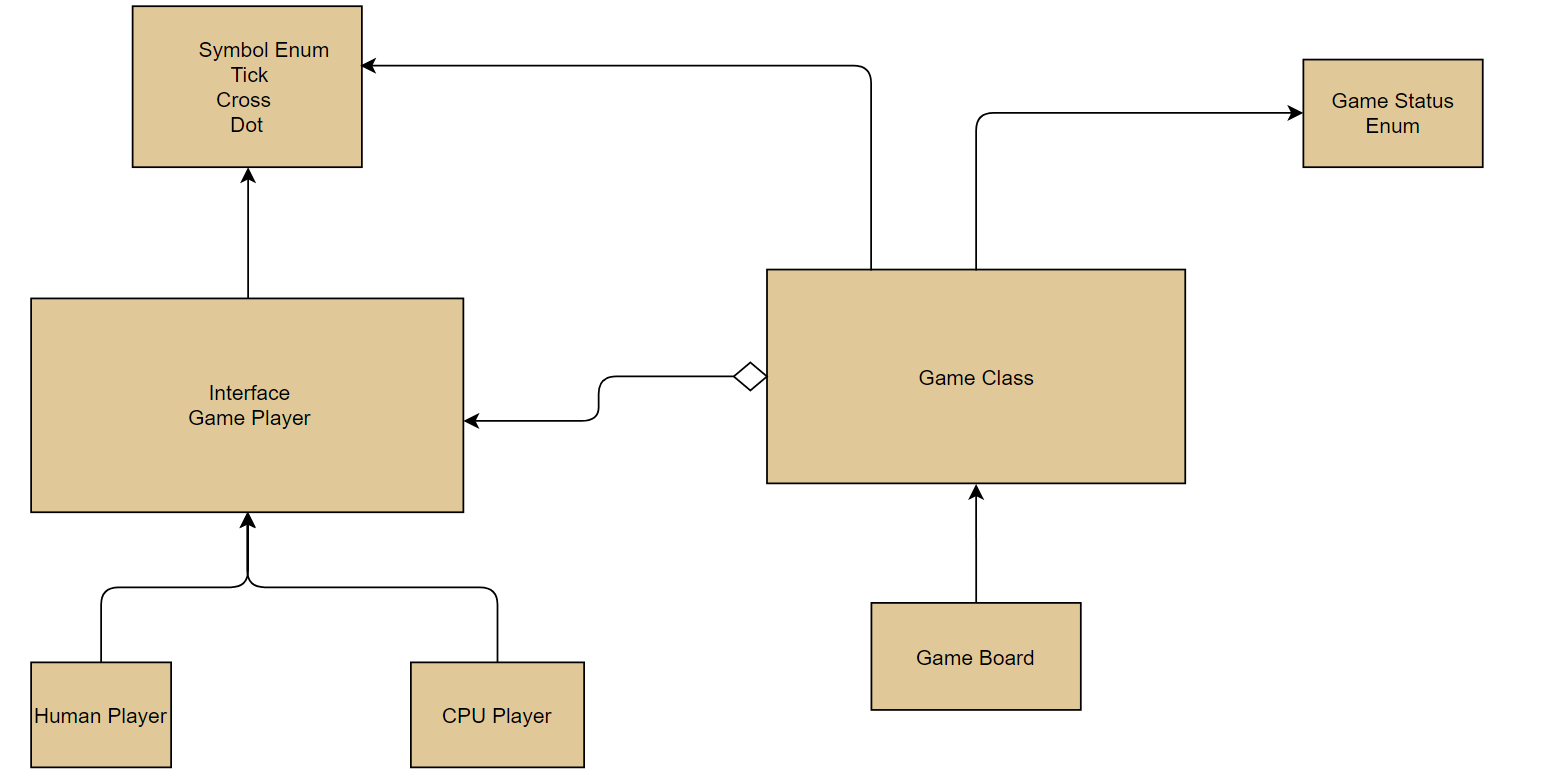 Symbol Enum
Tick
Cross
Dot
Game Status
Enum
Interface
Game Player
Game Class
Human Player
CPU Player
Game Board